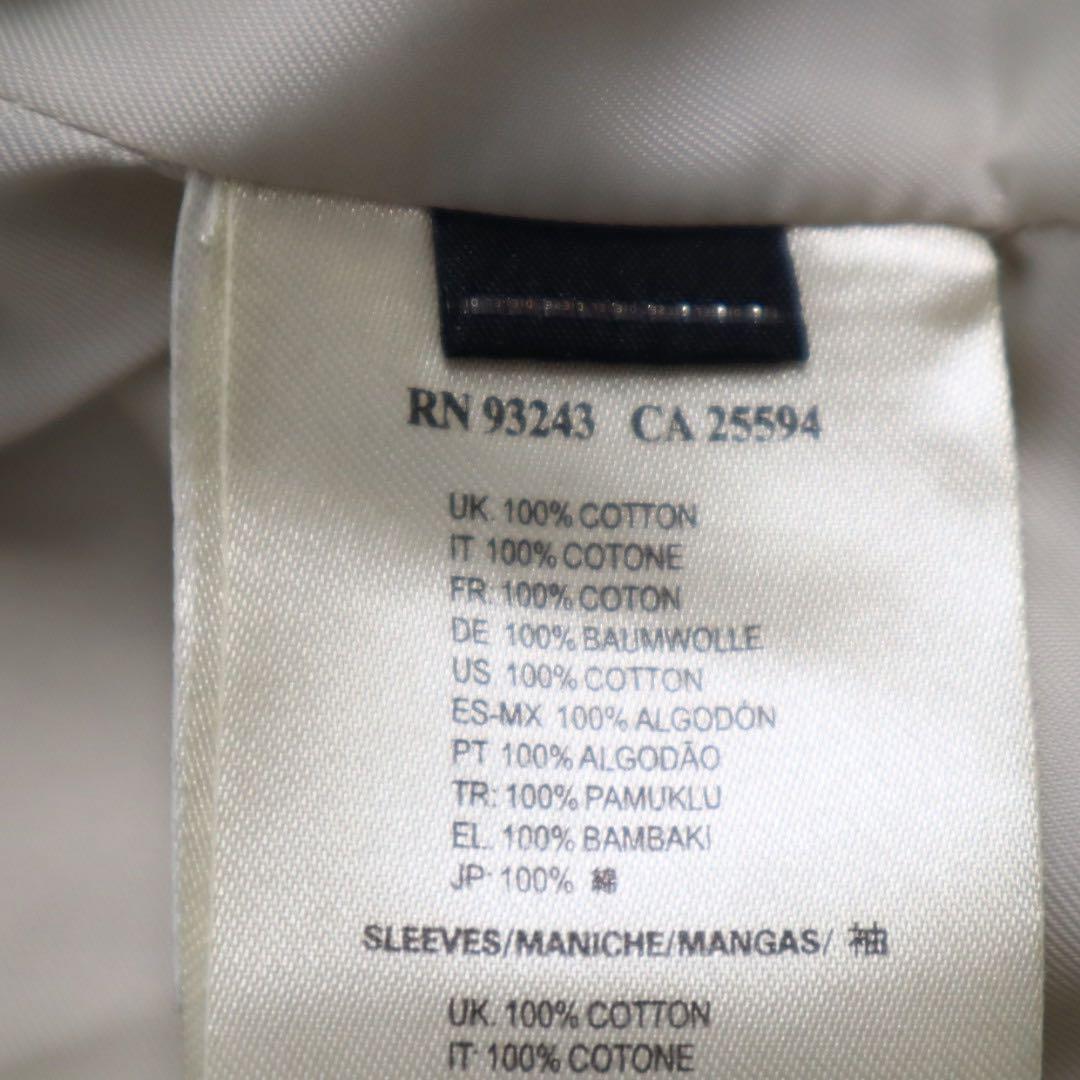 RN 93243 CA 25594
UK. 100% COTTON
IT 100% COTONE
FR: 100% COTON
DE 100% BAUMWOLLE
US 100% COTTON
ES-MX 100% ALGODÓN
PT 100% ALGODÃO
TR: 100% PAMUKLU
EL 100% BAMBAKI
JP: 100% 綿
SLEEVES/MANICHE/MANGAS/ 袖
UK. 100% COTTON
IT: 100% COTONE